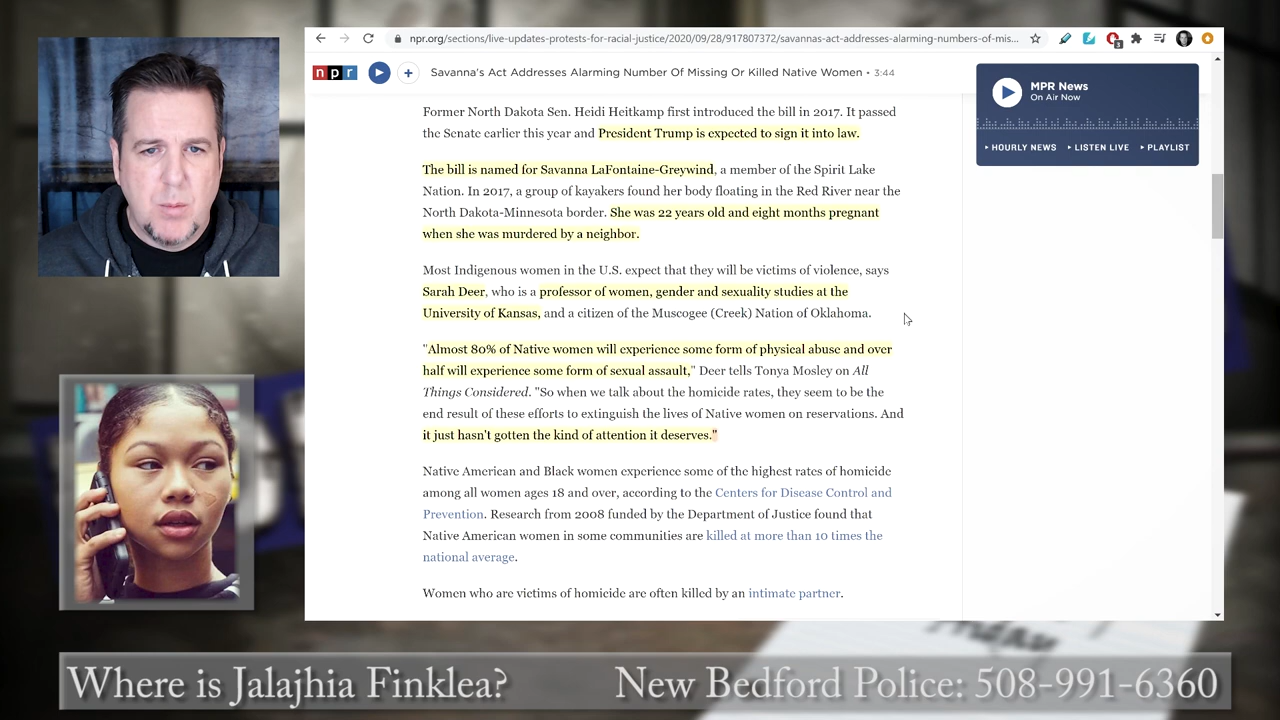 npr.org/sections/live-updates-protests-for-racial-justice/2020/09/28/917807372/savannas-act-addresses-alarming-numbers-of-mis...
3
npr
Savanna's Act Addresses Alarming Number Of Missing Or Killed Native Women • 3:44
MPR News
On Air Now
HOURLY NEWS
LISTEN LIVE
PLAYLIST
Former North Dakota Sen. Heidi Heitkamp first introduced the bill in 2017. It passed
the Senate earlier this year and President Trump is expected to sign it into law.
The bill is named for Savanna LaFontaine-Greywind, a member of the Spirit Lake
Nation. In 2017, a group of kayakers found her body floating in the Red River near the
North Dakota-Minnesota border. She was 22 years old and eight months pregnant
when she was murdered by a neighbor.
Most Indigenous women in the U.S. expect that they will be victims of violence, says
Sarah Deer, who is a professor of women, gender and sexuality studies at the
University of Kansas, and a citizen of the Muscogee (Creek) Nation of Oklahoma.
"Almost 80% of Native women will experience some form of physical abuse and over
half will experience some form of sexual assault," Deer tells Tonya Mosley on All
Things Considered. "So when we talk about the homicide rates, they seem to be the
end result of these efforts to extinguish the lives of Native women on reservations. And
it just hasn't gotten the kind of attention it deserves."
Native American and Black women experience some of the highest rates of homicide
among all women ages 18 and over, according to the Centers for Disease Control and
Prevention. Research from 2008 funded by the Department of Justice found that
Native American women in some communities are killed at more than 10 times the
national average.
Women who are victims of homicide are often killed by an intimate partner.
Friday
Where is Jalajhia Finklea?
New Bedford Police: 508-991-6360